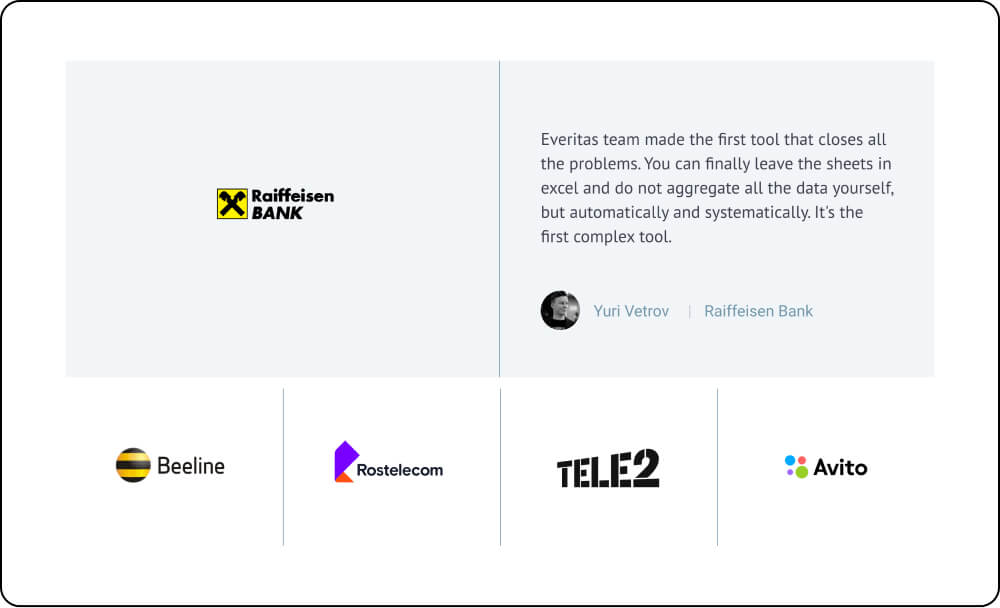 Raiffeisen
BANK
Everitas team made the first tool that closes all
the problems. You can finally leave the sheets in
excel and do not aggregate all the data yourself,
but automatically and systematically. It's the
first complex tool.
Yuri Vetrov | Raiffeisen Bank
Beeline
Rostelecom
TELE2
Avito